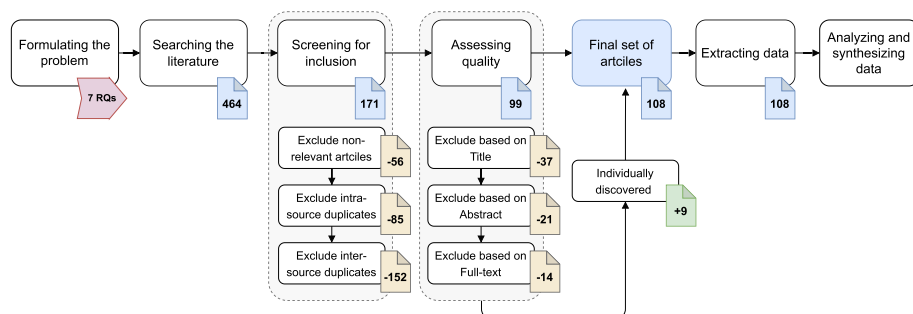 Formulating the
problem
7 RQs
Searching the
literature
464
Screening for
inclusion
171
Exclude non-
relevant artciles
-56
Exclude intra-
source duplicates
-85
Exclude inter-
source duplicates
-152
Assessing
quality
99
Exclude based on
Title
-37
Exclude based on
Abstract
-21
Exclude based on
Full-text
-14
Final set of
artciles
108
Individually
discovered
+9
Extracting data
108
Analyzing and
synthesizing
data